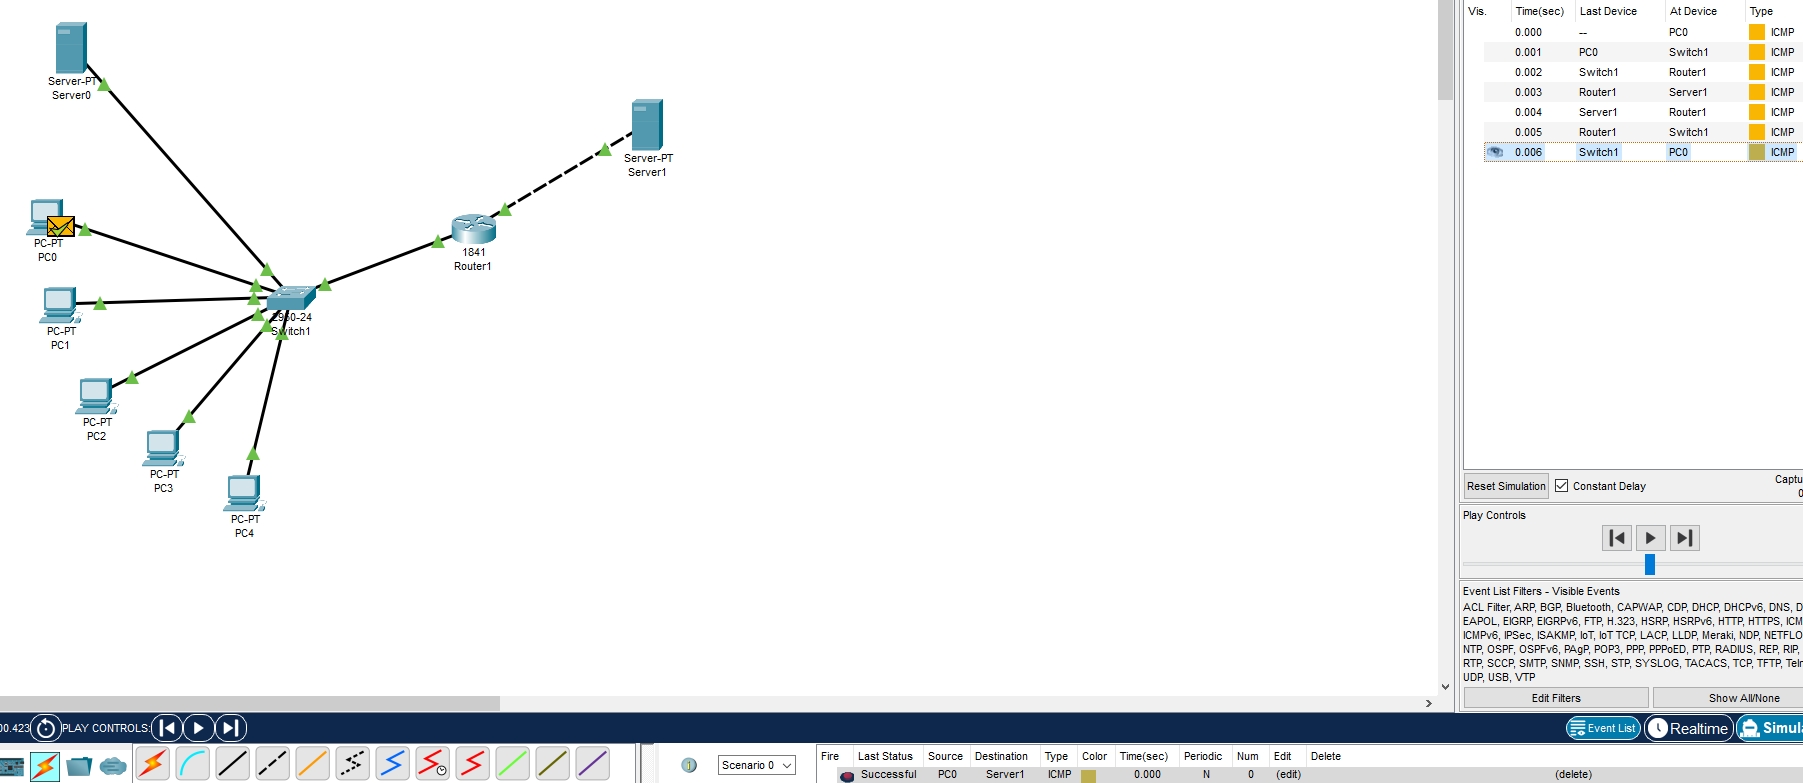 Server-PT
Server0
PC-PT
PC0
PC-PT
PC1
PC-PT
PC2
PC-PT
PC3
PC-PT
PC4
2950-24
Switch1
1841
Router1
Server-PT
Server1
Vis. Time(sec) Last Device At Device Type
0.000 -- PC0 ICMP
0.001 PC0 Switch1 ICMP
0.002 Switch1 Router1 ICMP
0.003 Router1 Server1 ICMP
0.004 Server1 Router1 ICMP
0.005 Router1 Switch1 ICMP
0.006 Switch1 PC0 ICMP
Reset Simulation Constant Delay Captu
0
Play Controls
Event List Filters - Visible Events
ACL Filter, ARP, BGP, Bluetooth, CAPWAP, CDP, DHCP, DHCPv6, DNS, D
EAPOL, EIGRP, EIGRPv6, FTP, H.323, HSRP, HSRPv6, HTTP, HTTPS, ICM
ICMPv6, IPSec, ISAKMP, IoT, IoT TCP, LACP, LLDP, Meraki, NDP, NETFLO
NTP, OSPF, OSPFv6, PAgP, POP3, PPP, PPPoED, PTP, RADIUS, REP, RIP,
RTP, SCCP, SMTP, SNMP, SSH, STP, SYSLOG, TACACS, TCP, TFTP, Teln
UDP, USB, VTP
Edit Filters Show All/None
00.423 PLAY CONTROLS: Event List Realtime Simula
Scenario 0
Fire Last Status Source Destination Type Color Time(sec) Periodic Num Edit Delete
Successful PC0 Server1 ICMP 0.000 N 0 (edit) (delete)